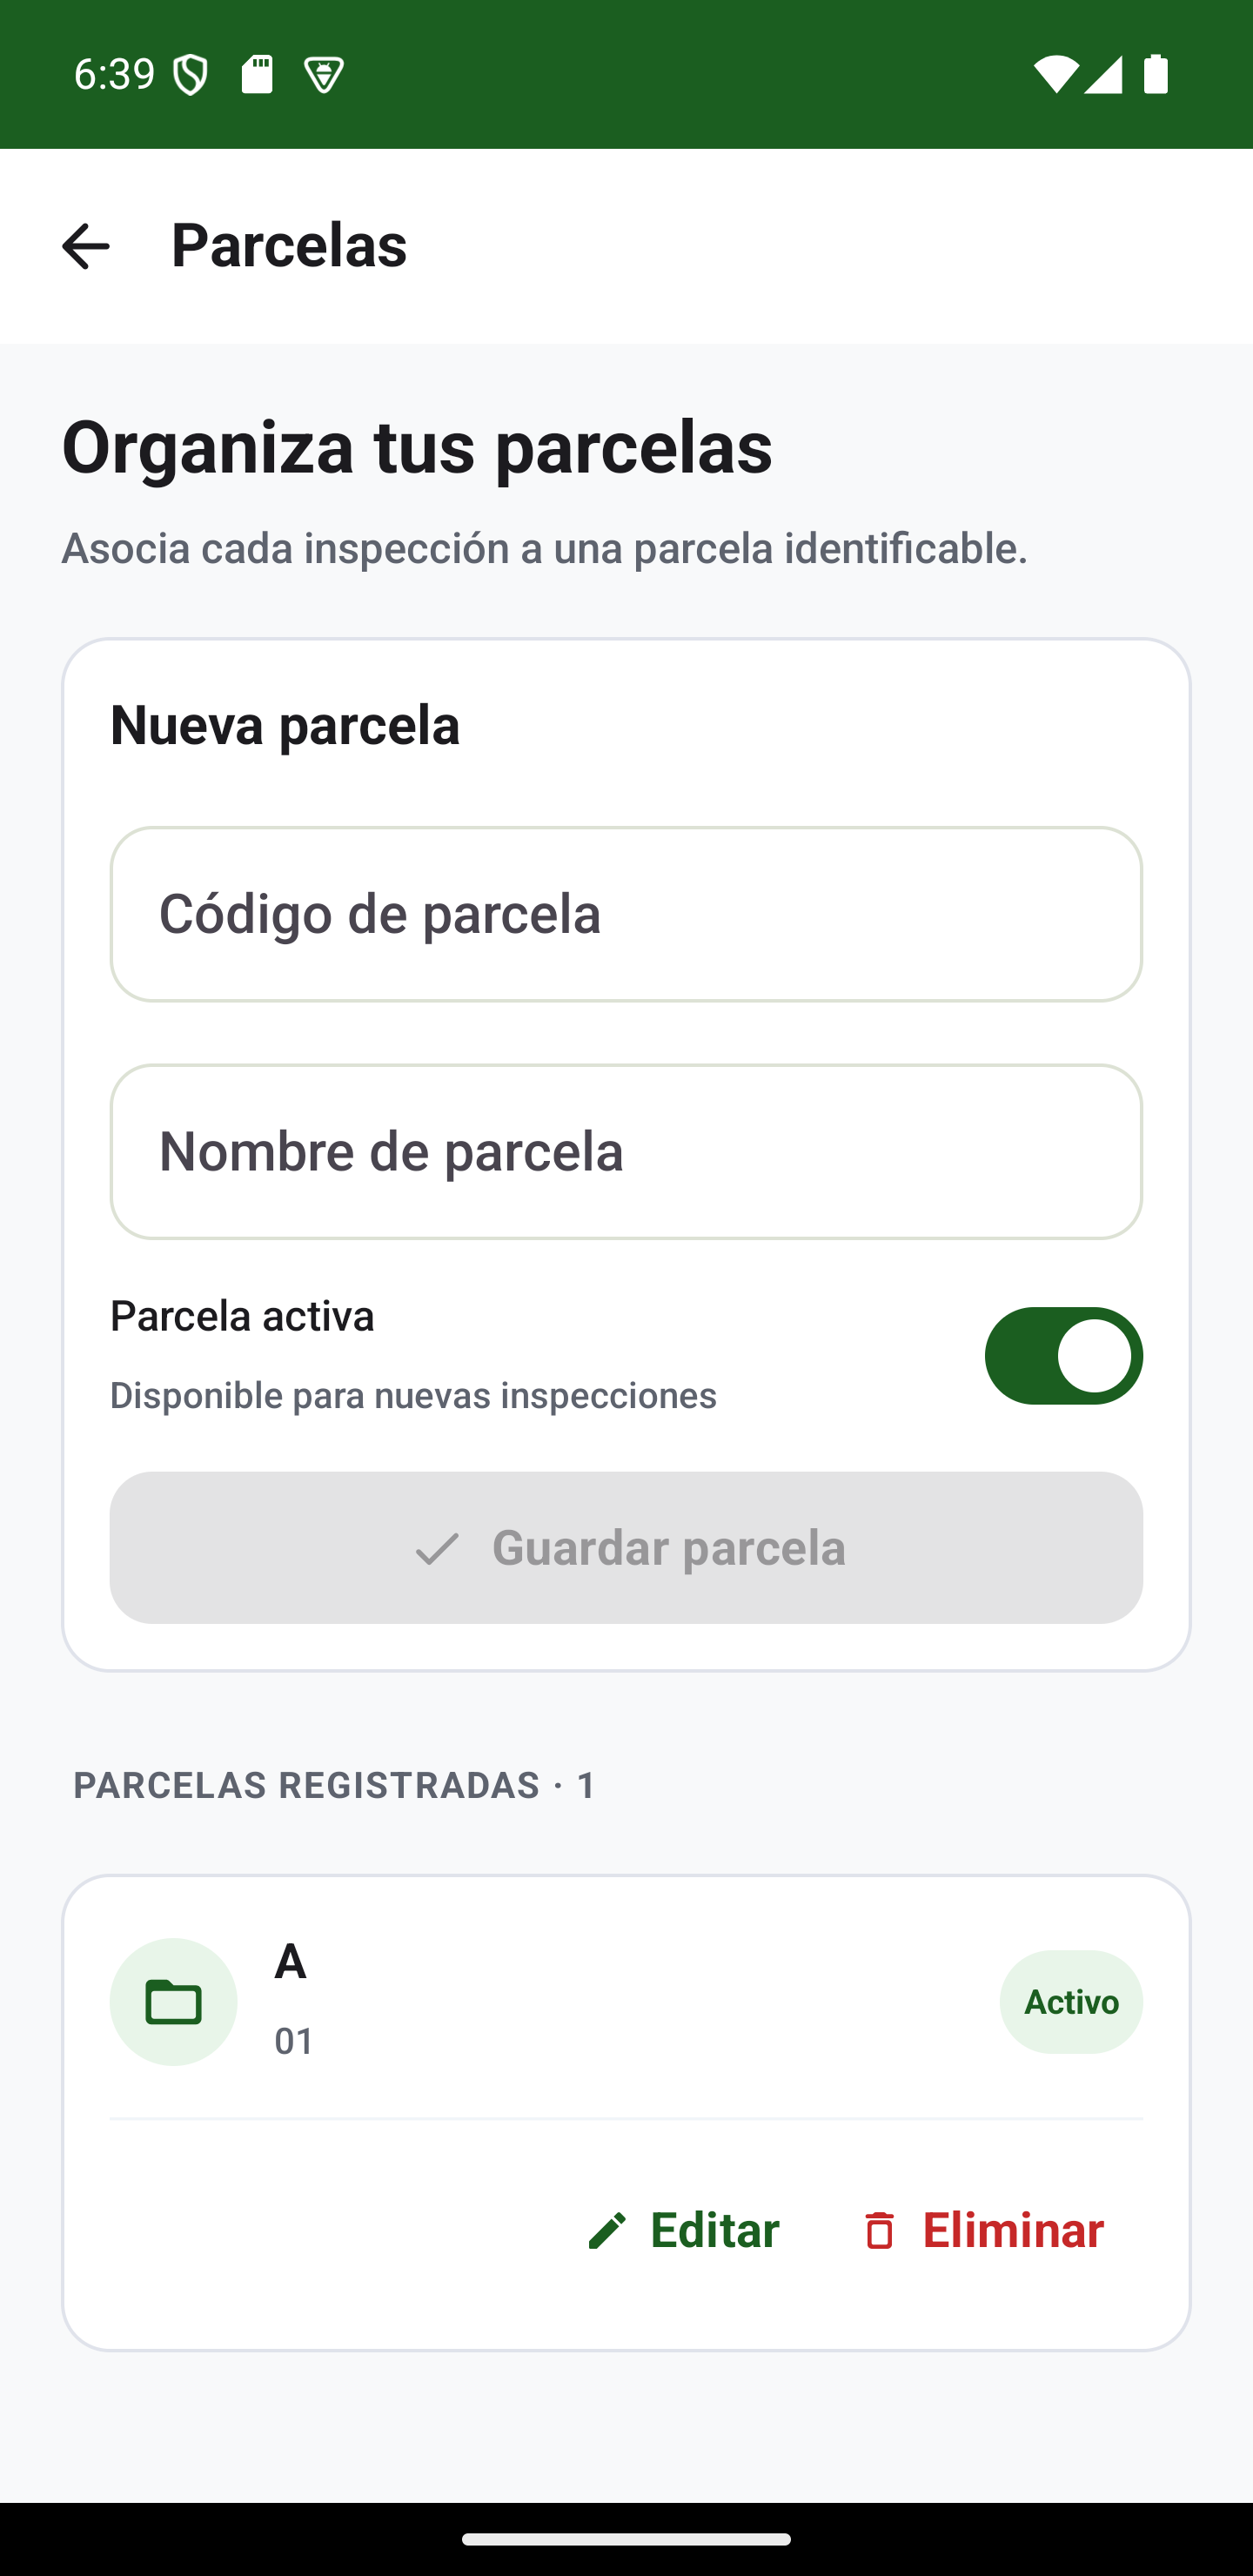 6:39
Parcelas
Organiza tus parcelas
Asocia cada inspección a una parcela identificable.
Nueva parcela
Código de parcela
Nombre de parcela
Parcela activa
Disponible para nuevas inspecciones
Guardar parcela
PARCELAS REGISTRADAS · 1
A
01
Activo
Editar
Eliminar